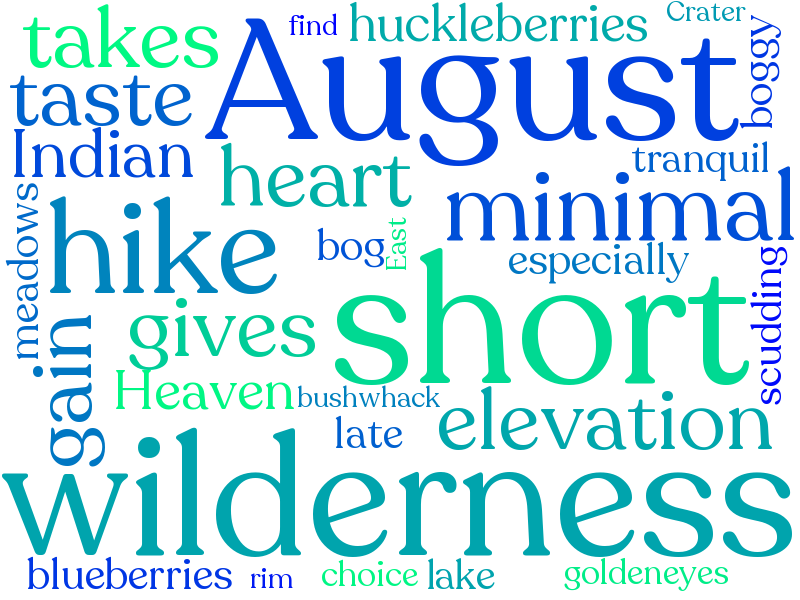 takes
August
find
huckleberries
Crater
boggy
taste
Indian
heart
tranquil
minimal
meadows
hike
bog
East
especially
scudding
gives
short
gain
Heaven
bushwhack
late
elevation
wilderness
blueberries
rim
choice
lake
goldeneyes